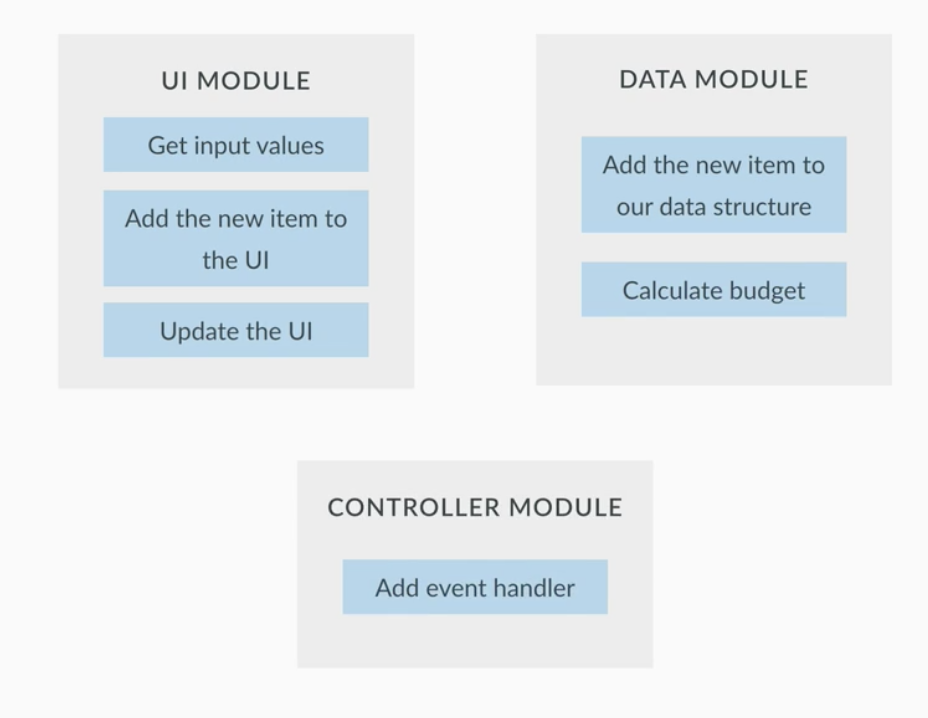 UI MODULE
Get input values
Add the new item to
the UI
Update the UI
DATA MODULE
Add the new item to
our data structure
Calculate budget
CONTROLLER MODULE
Add event handler